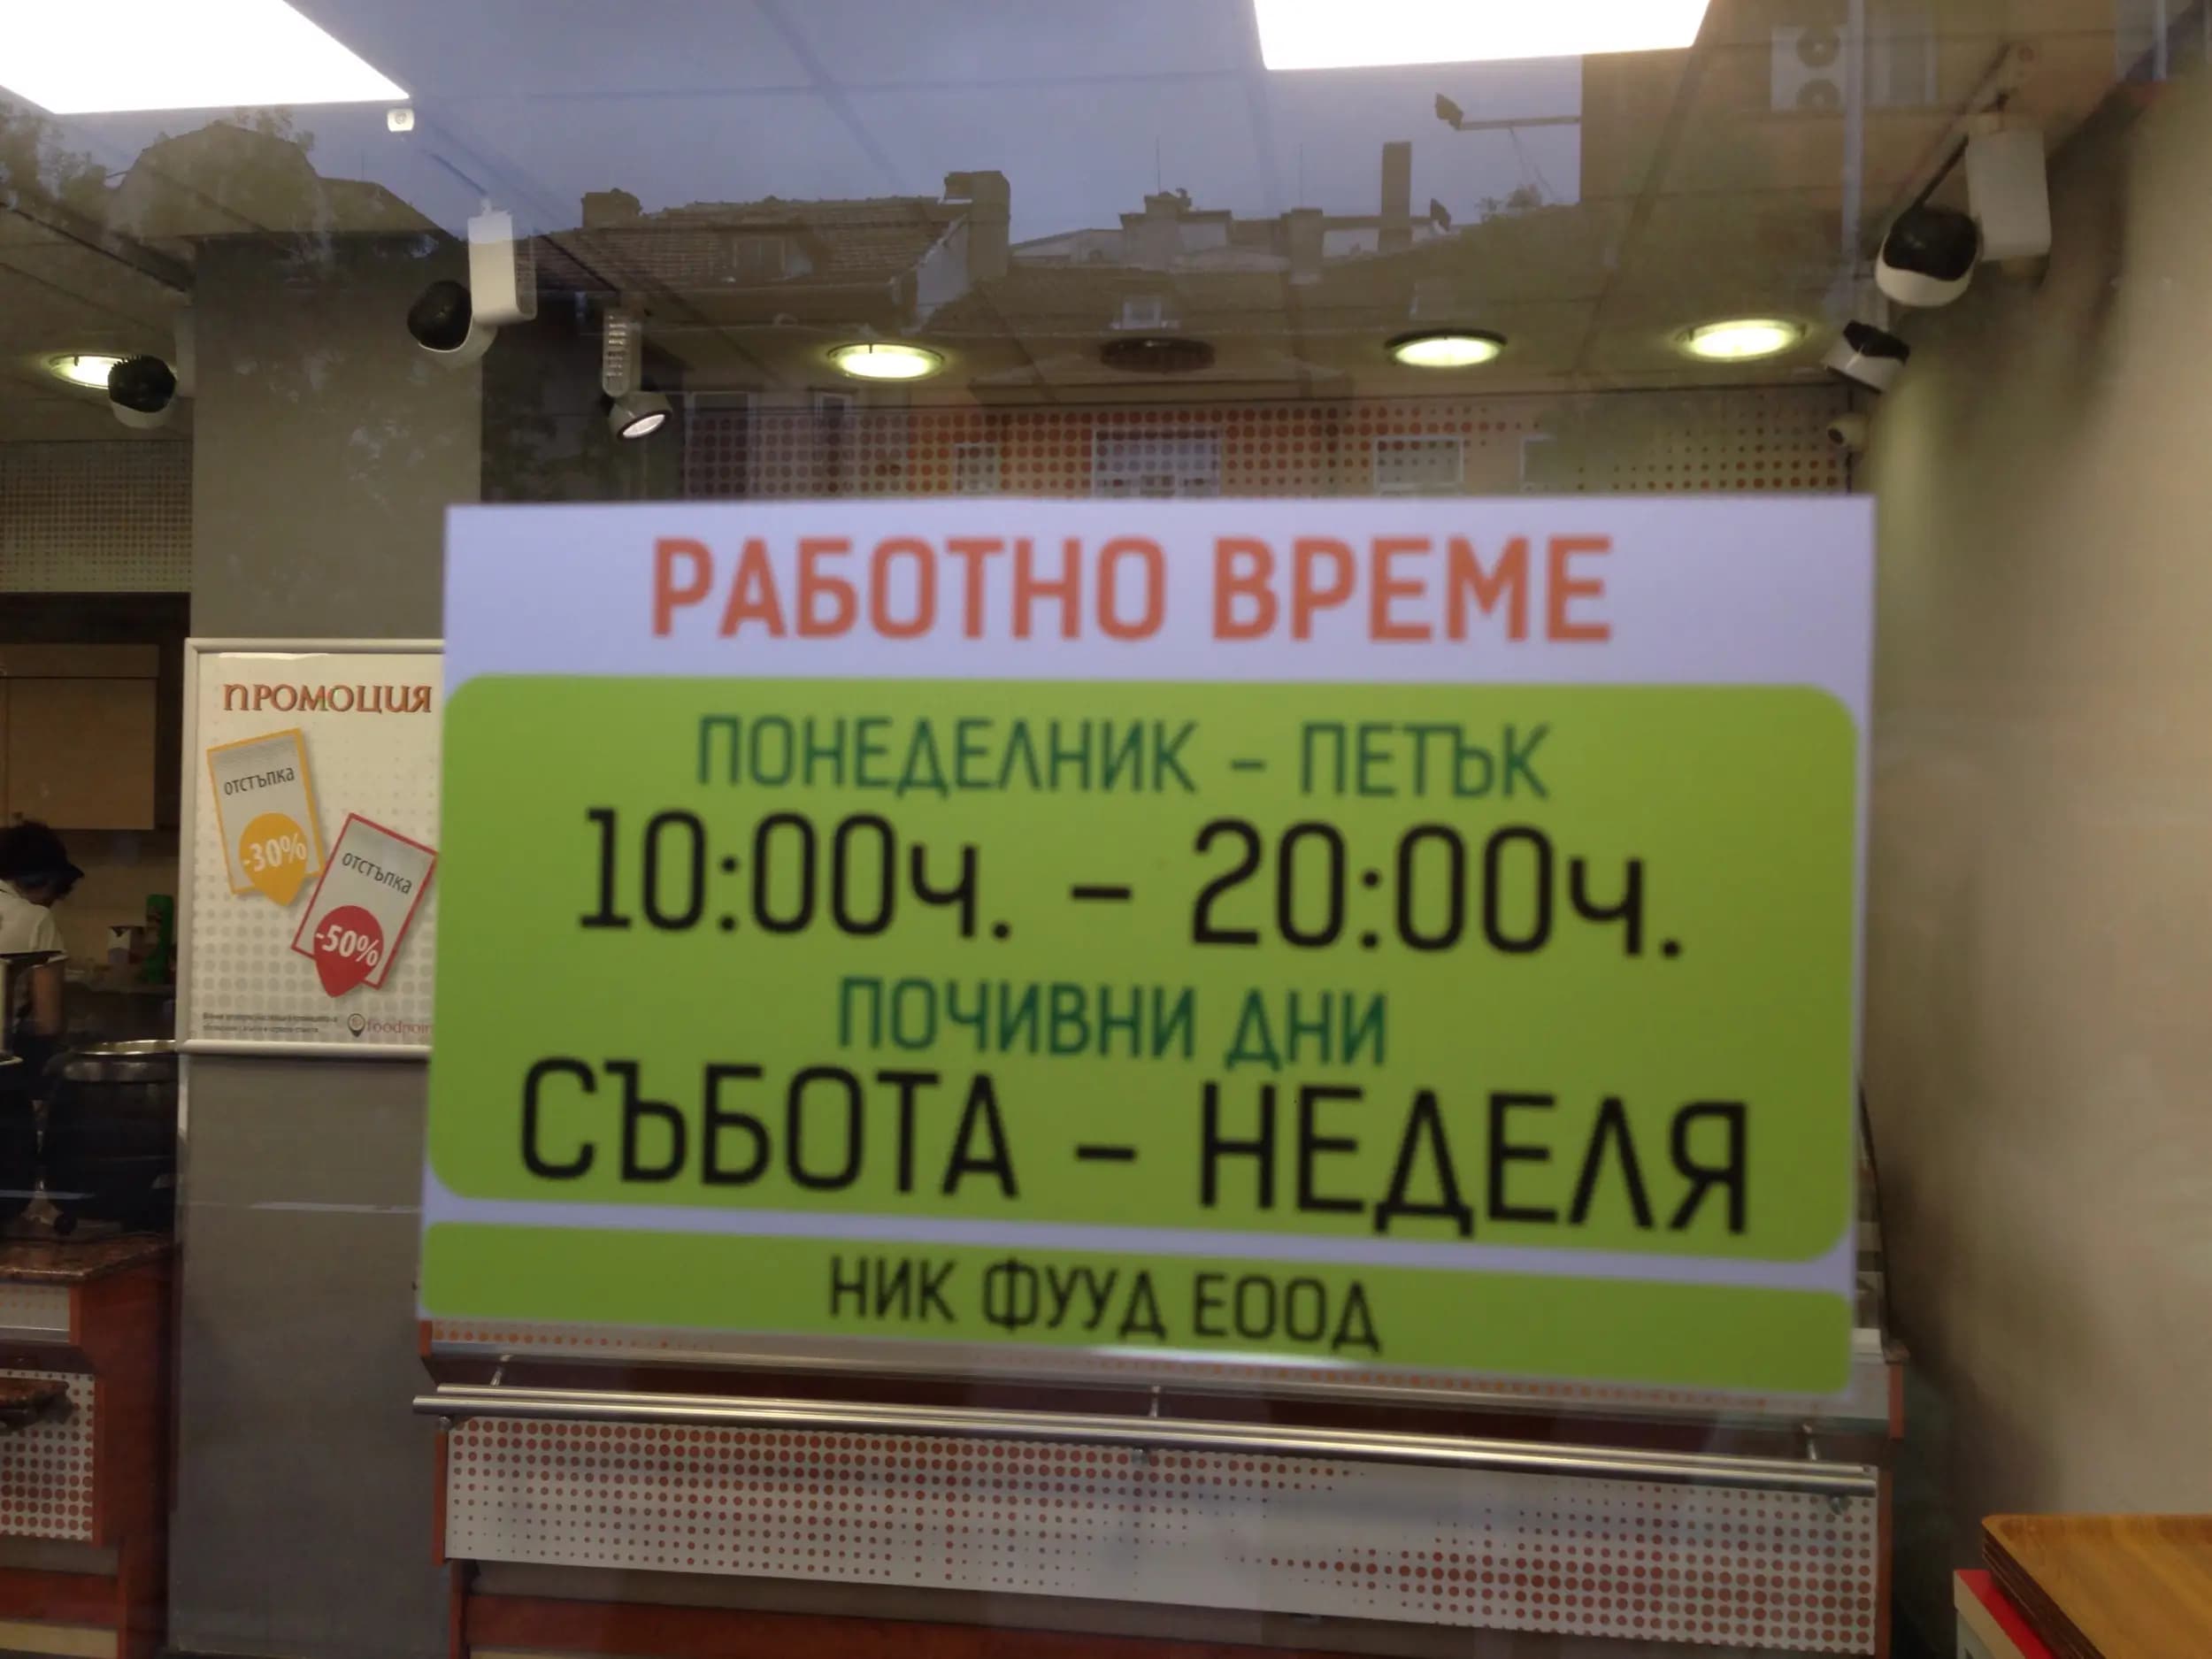 РАБОТНО ВРЕМЕ
ПОНЕДЕЛНИК - ПЕТЪК
10:00ч. - 20:00ч.
ПОЧИВНИ ДНИ
СЪБОТА - НЕДЕЛЯ
НИК ФУУД ЕООД
ПРОМОЦИЯ
отстъпка
-30%
отстъпка
-50%